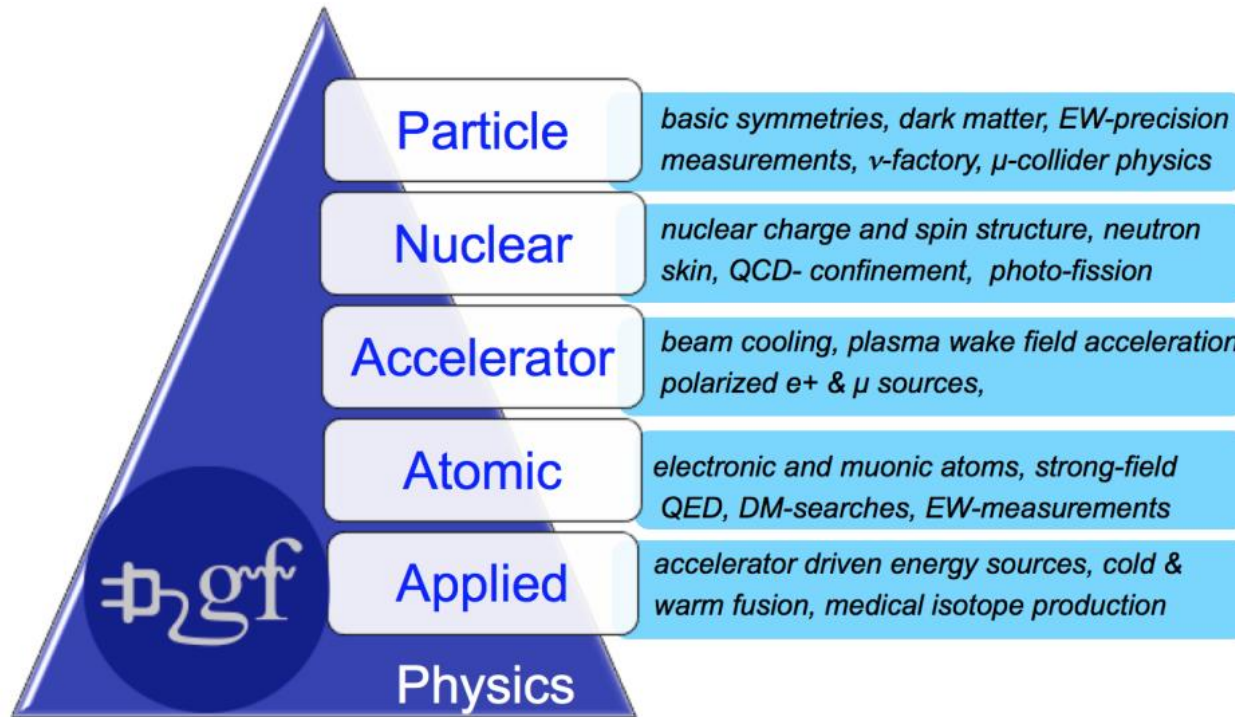 Particle
basic symmetries, dark matter, EW-precision
measurements, ν-factory, μ-collider physics
Nuclear
nuclear charge and spin structure, neutron
skin, QCD- confinement, photo-fission
Accelerator
beam cooling, plasma wake field acceleration
polarized e+ & μ sources,
Atomic
electronic and muonic atoms, strong-field
QED, DM-searches, EW-measurements
Applied
accelerator driven energy sources, cold &
warm fusion, medical isotope production
gf
Physics